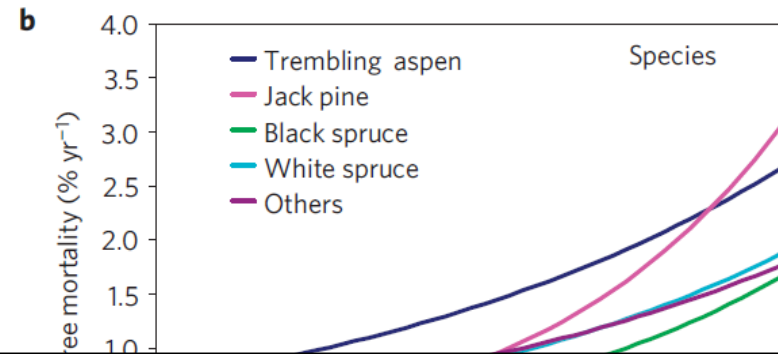 b
4.0
3.5
3.0
2.5
2.0
1.5
1.0
ree mortality (% yr⁻¹)
Species
Trembling aspen
Jack pine
Black spruce
White spruce
Others